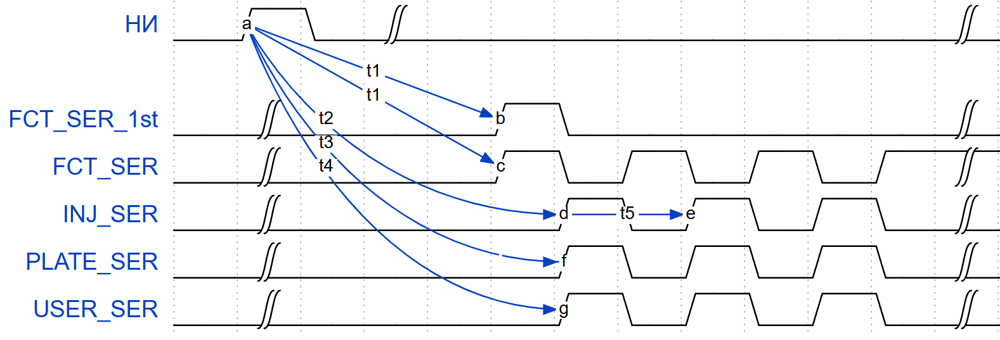 НИ
a
t1
t1
FCT_SER_1st
t2
b
t3
FCT_SER
t4
c
INJ_SER
d
t5
e
PLATE_SER
f
USER_SER
g